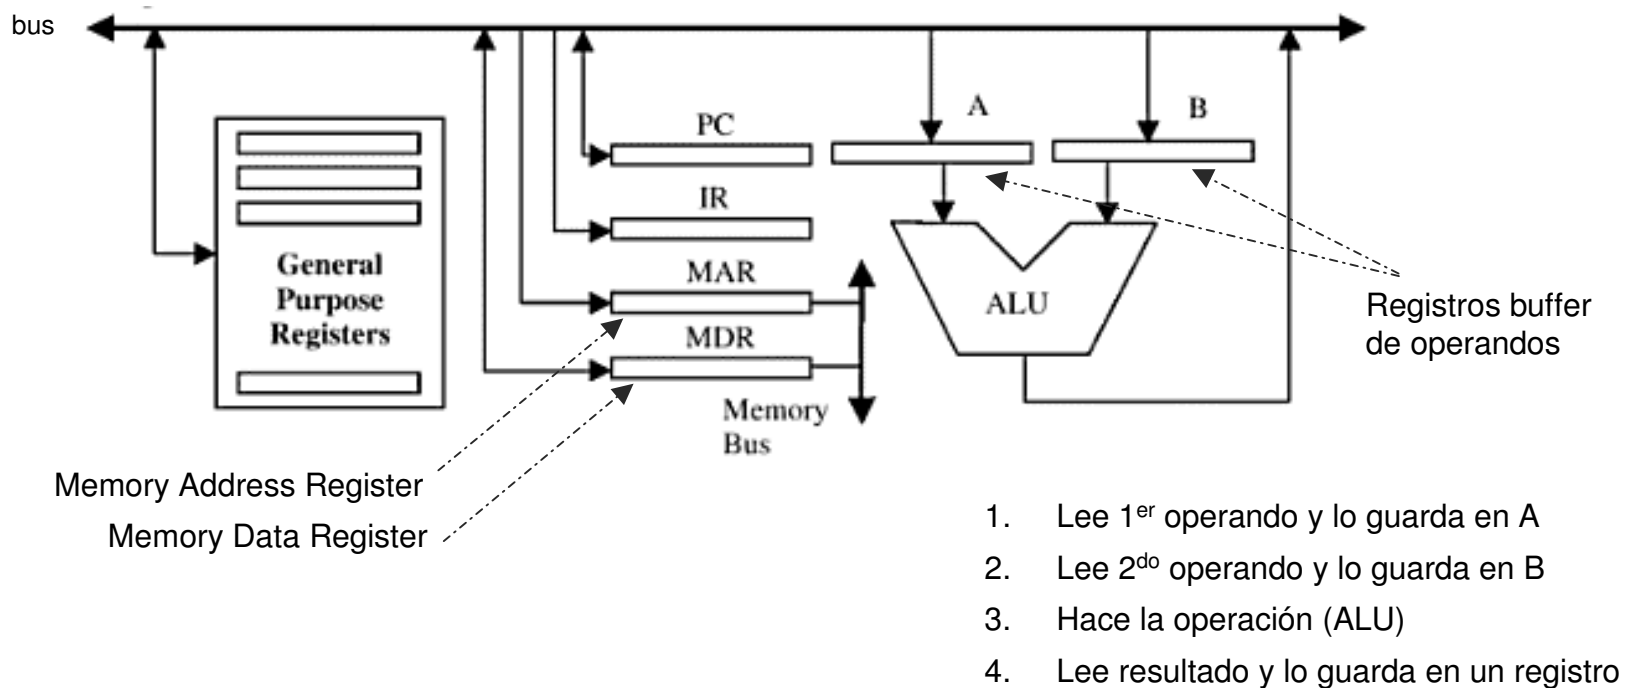 bus
A
B
PC
IR
MAR
MDR
General
Purpose
Registers
ALU
Memory
Bus
Registros buffer
de operandos
Memory Address Register
Memory Data Register
1. Lee 1er operando y lo guarda en A
2. Lee 2do operando y lo guarda en B
3. Hace la operación (ALU)
4. Lee resultado y lo guarda en un registro